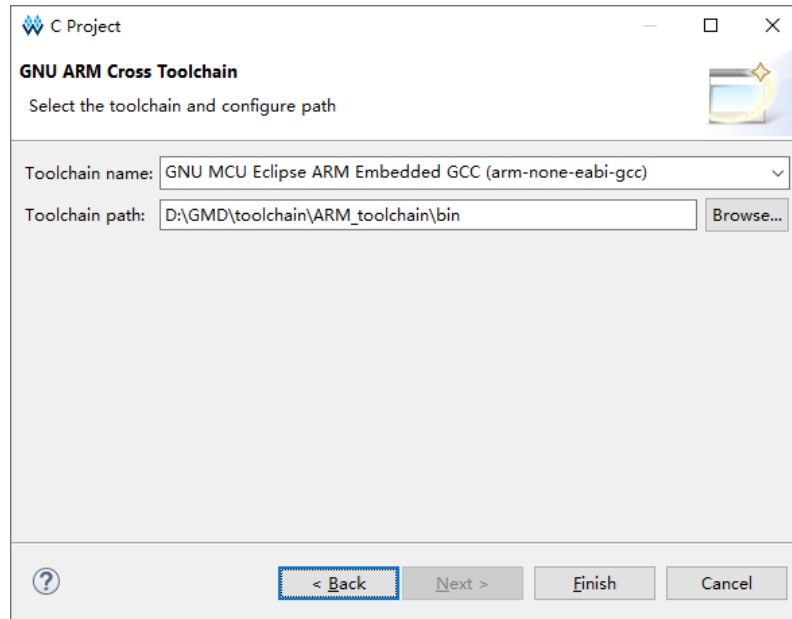 C Project
GNU ARM Cross Toolchain
Select the toolchain and configure path
Toolchain name: GNU MCU Eclipse ARM Embedded GCC (arm-none-eabi-gcc)
Toolchain path: D:\GMD\toolchain\ARM_toolchain\bin Browse...
? < Back Next > Finish Cancel